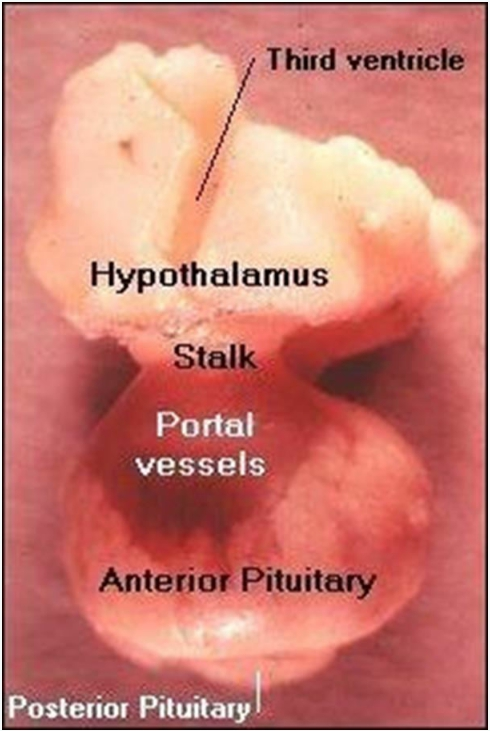 Third ventricle
Hypothalamus
Stalk
Portal
vessels
Anterior Pituitary
Posterior Pituitary